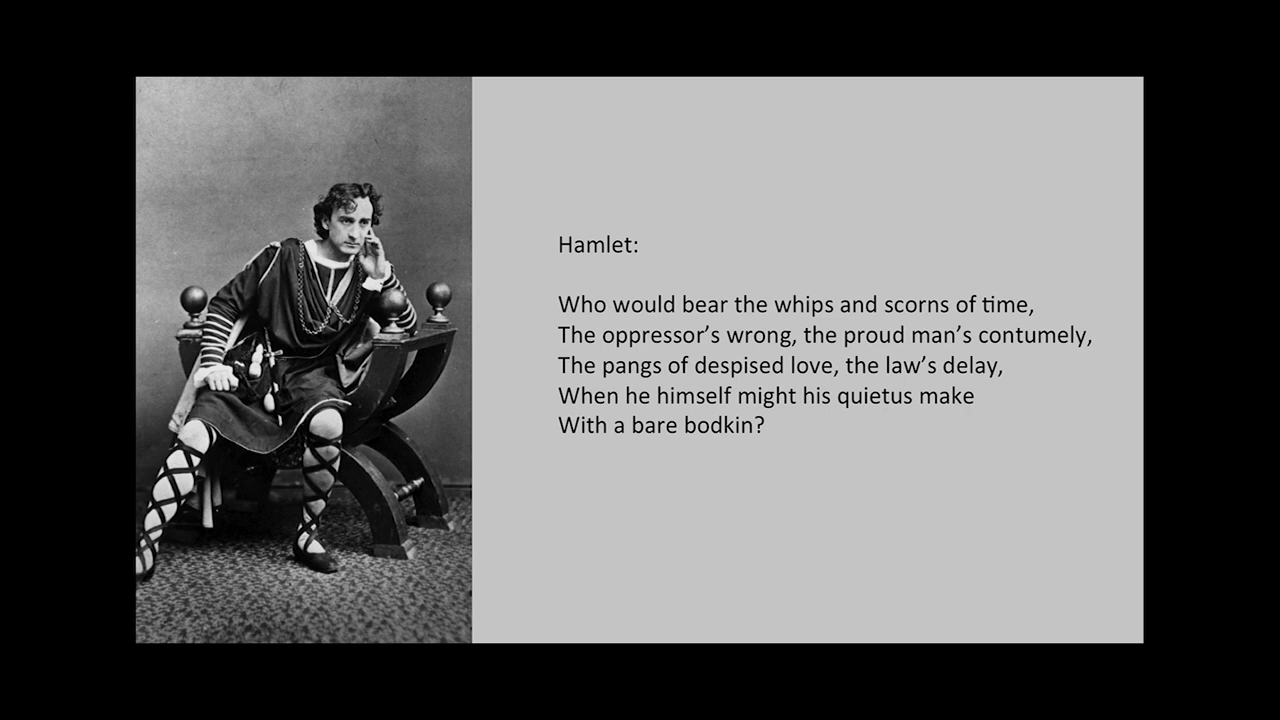 Hamlet:
Who would bear the whips and scorns of time,
The oppressor’s wrong, the proud man’s contumely,
The pangs of despised love, the law’s delay,
When he himself might his quietus make
With a bare bodkin?